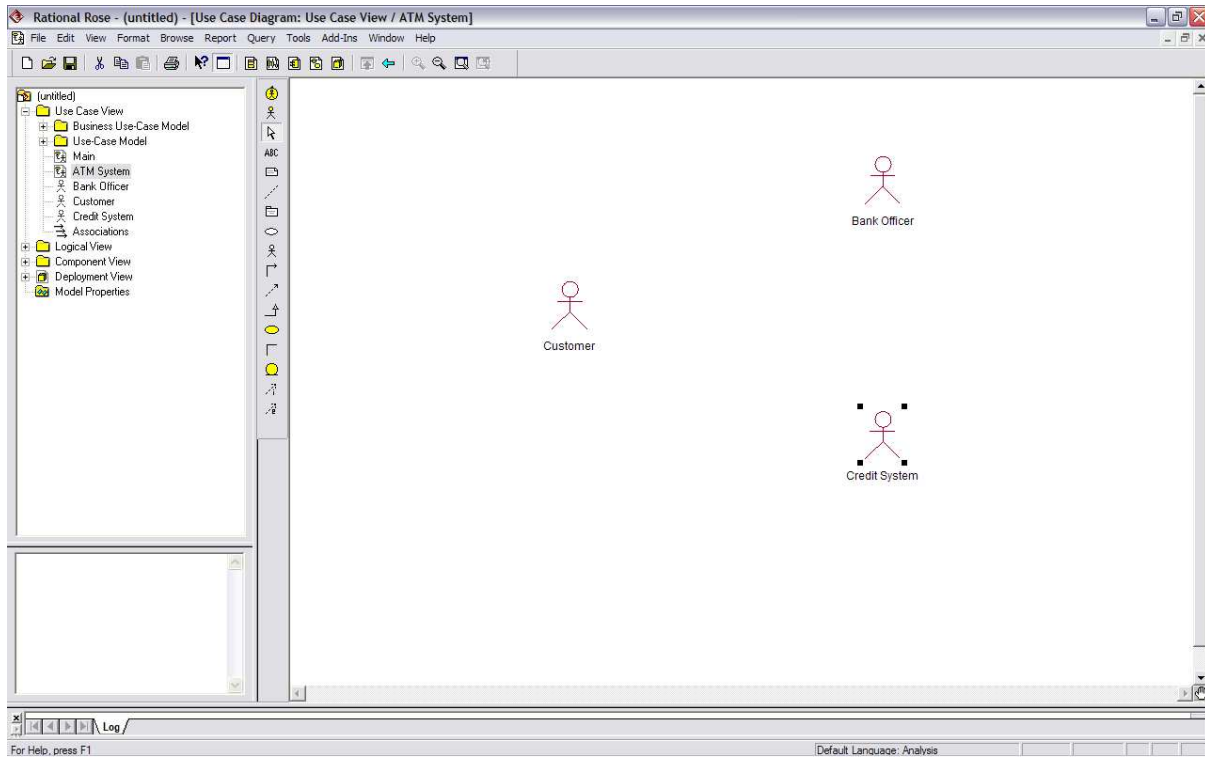 Rational Rose - (untitled) - [Use Case Diagram: Use Case View / ATM System]
File Edit View Format Browse Report Query Tools Add-Ins Window Help
(untitled)
Use Case View
Business Use-Case Model
Use-Case Model
Main
ATM System
Bank Officer
Customer
Credit System
Associations
Logical View
Component View
Deployment View
Model Properties
ABC
Bank Officer
Customer
Credit System
Log
For Help, press F1
Default Language: Analysis